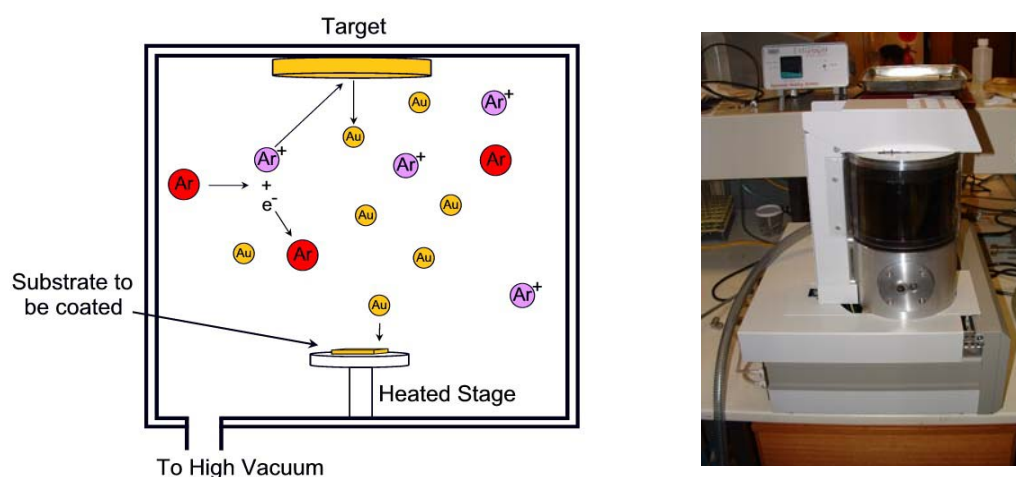 Target
Au
Ar+
Au
Ar+
Ar+
Ar
Ar
+
e-
Au
Au
Au
Ar
Au
Substrate to
be coated
Ar+
Au
Heated Stage
To High Vacuum